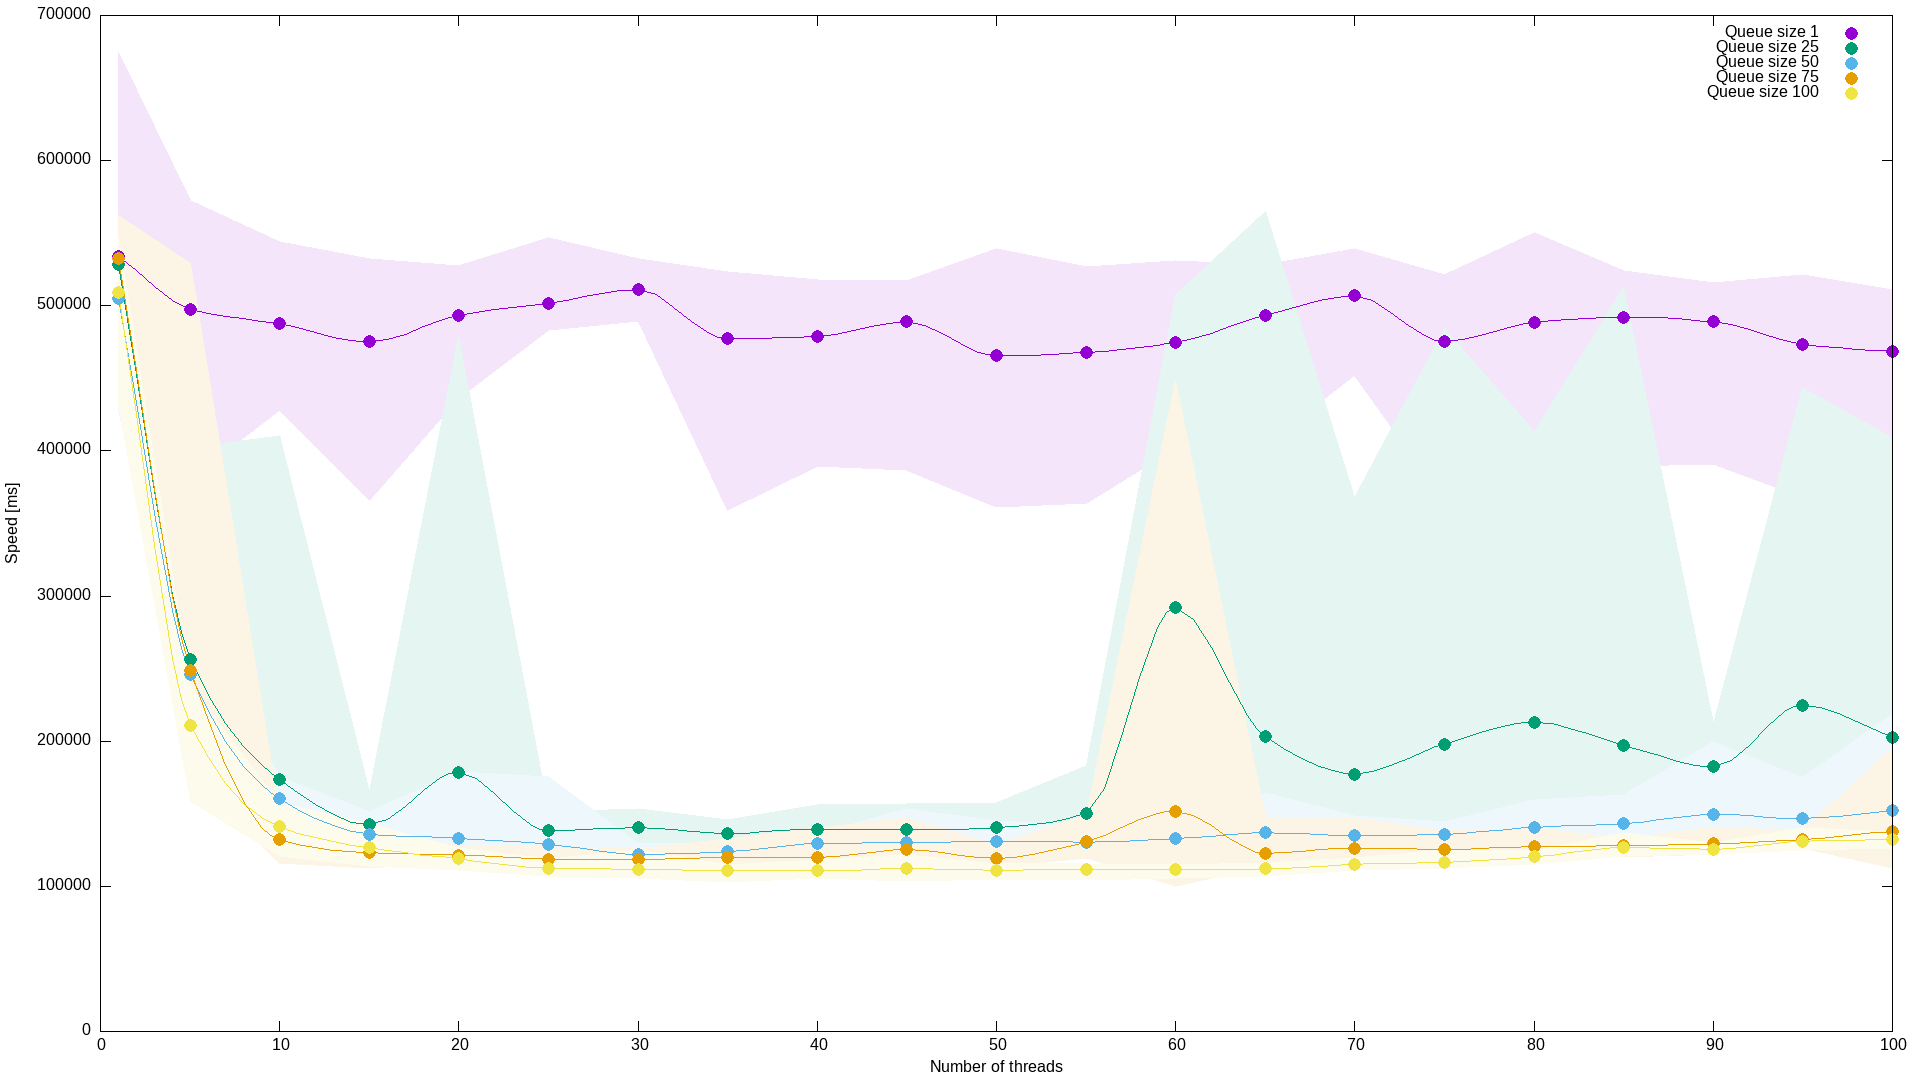 700000
600000
500000
400000
300000
200000
100000
0
Speed [ms]
Queue size 1
Queue size 25
Queue size 50
Queue size 75
Queue size 100
0 10 20 30 40 50 60 70 80 90 100
Number of threads